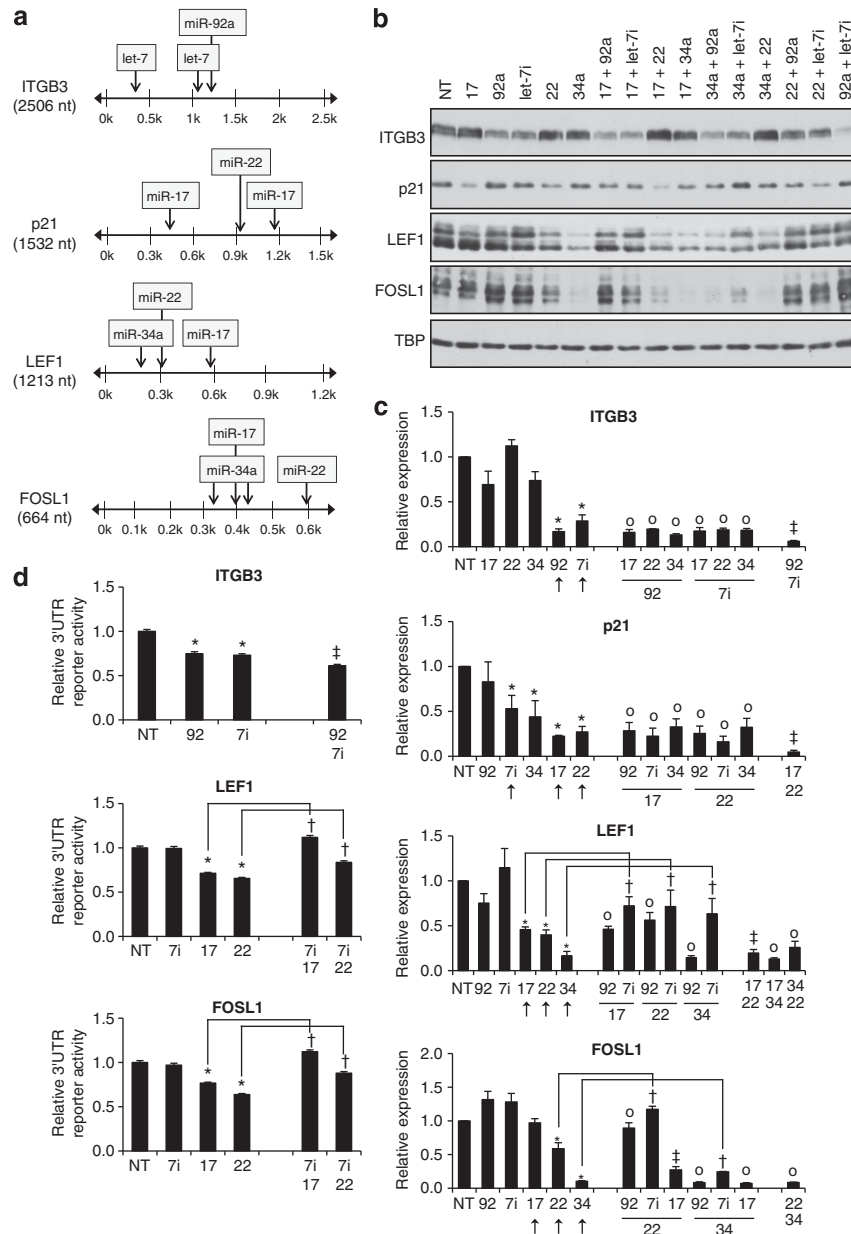 a
miR-92a
let-7 let-7
ITGB3
(2506 nt)
0k 0.5k 1k 1.5k 2k 2.5k
miR-22
miR-17 miR-17
p21
(1532 nt)
0k 0.3k 0.6k 0.9k 1.2k 1.5k
miR-22
miR-34a miR-17
LEF1
(1213 nt)
0k 0.3k 0.6k 0.9k 1.2k
miR-17
miR-34a miR-22
FOSL1
(664 nt)
0k 0.1k 0.2k 0.3k 0.4k 0.6k
b
NT
17
92a
let-7i
22
34a
17 + 92a
17 + let-7i
17 + 22
17 + 34a
34a + 92a
34a + let-7i
34a + 22
22 + 92a
22 + let-7i
92a + let-7i
ITGB3
p21
LEF1
FOSL1
TBP
c
ITGB3
Relative expression
1.5
1.0
0.5
0.0
* * o o o o o o ‡
NT 17 22 34 92 7i 17 22 34 17 22 34 92
↑ ↑ 92 7i 7i
p21
Relative expression
1.5
1.0
0.5
0.0
* * * * o o o o o o ‡
NT 92 7i 34 17 22 92 7i 34 92 7i 34 17
↑ ↑ ↑ 17 22 22
LEF1
Relative expression
1.5
1.0
0.5
0.0
* * * o † o † o † ‡ o o
NT 92 7i 17 22 34 92 7i 92 7i 92 7i 17 17 34
↑ ↑ ↑ 17 22 34 22 34 22
FOSL1
Relative expression
2.0
1.5
1.0
0.5
0.0
* * o † ‡ o † o o
NT 92 7i 17 22 34 92 7i 17 92 7i 17 22
↑ ↑ ↑ 22 34 34
d
ITGB3
Relative 3'UTR
reporter activity
1.5
1.0
0.5
0.0
* * ‡
NT 92 7i 92
7i
LEF1
Relative 3'UTR
reporter activity
1.5
1.0
0.5
0.0
* * † †
NT 7i 17 22 7i 7i
17 22
FOSL1
Relative 3'UTR
reporter activity
1.5
1.0
0.5
0.0
* * † †
NT 7i 17 22 7i 7i
17 22